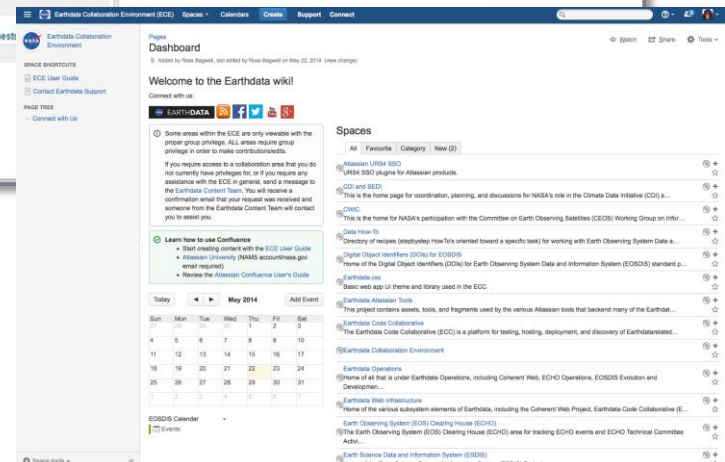 Earthdata Collaboration Environment (ECE) Spaces Calendars Create Support Connect
Earthdata Collaboration
Environment
SPACE SHORTCUTS
ECE User Guide
Contact Earthdata Support
PAGE TREE
Connect with Us
Space tools
Pages
Watch Share Tools
Dashboard
Added by Ross Bagwell, last edited by Ross Bagwell on May 22, 2014 (view change)
Welcome to the Earthdata wiki!
Connect with us:
EARTHDATA
Some areas within the ECE are only viewable with the
proper group privilege. ALL areas require group
privilege in order to make contributions/edits.
If you require access to a collaboration area that you do
not currently have privileges for, or if you require any
assistance with the ECE in general, send a message to
the Earthdata Content Team. You will receive a
confirmation email that your request was received and
someone from the Earthdata Content Team will contact
you to assist you.
Learn how to use Confluence
Start creating content with the ECE User Guide
Atlassian University (NAMS account/nasa.gov
email required)
Review the Atlassian Confluence User's Guide
Today May 2014 Add Event
Sun Mon Tue Wed Thu Fri Sat
27 28 29 30 1 2 3
4 5 6 7 8 9 10
11 12 13 14 15 16 17
18 19 20 21 22 23 24
25 26 27 28 29 30 31
1 2 3 4 5 6 7
EOSDIS Calendar
Events
Spaces
All Favourite Category New (2)
Atlassian URS4 SSO
URS4 SSO plugins for Atlassian products.
CDI and BEDI
This is the home page for coordination, planning, and discussions for NASA's role in the Climate Data Initiative (CDI) a...
CWIC
This is the home for NASA's participation with the Committee on Earth Observing Satellites (CEOS) Working Group on Infor...
Data How-To
Directory of recipes (stepbystep HowTo's oriented toward a specific task) for working with Earth Observing System Data a...
Digital Object Identifiers (DOIs) for EOSDIS
Home of the Digital Object Identifiers (DOIs) for Earth Observing System Data and Information System (EOSDIS) standard p...
Earthdata.css
Basic web app UI theme and library used in the ECC
Earthdata Atlassian Tools
This project contains assets, tools, and fragments used by the various Atlassian tools that backend many of the Earthdat...
Earthdata Code Collaborative
The Earthdata Code Collaborative (ECC) is a platform for testing, hosting, deployment, and discovery of Earthdatarelated...
Earthdata Collaboration Environment
Earthdata Operations
Home of all that is under Earthdata Operations, including Coherent Web, ECHO Operations, EOSDIS Evolution and
Developmen...
Earthdata Web Infrastructure
Home of the various subsystem elements of Earthdata, including the Coherent Web Project, Earthdata Code Collaborative (E...
Earth Observing System (EOS) Clearing House (ECHO)
The Earth Observing System (EOS) Clearing House (ECHO) area for tracking ECHO events and ECHO Technical Committee
Activi...
Earth Science Data and Information System (ESDIS)